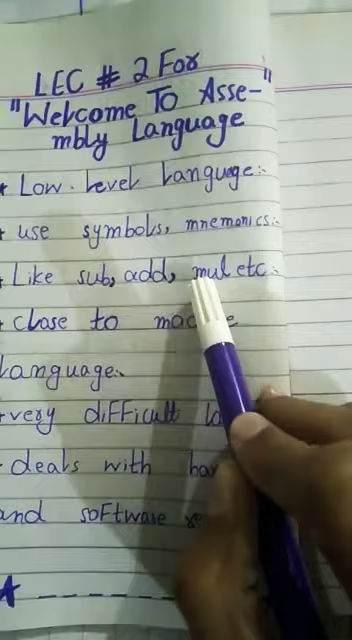 LEC # 2 For
"Welcome To Asse-"
mbly Language
Low. Level Language:-
use symbols, mnemonics:-
Like sub, add, mul etc:-
close to
Language:-
very difficult
deals with
and software